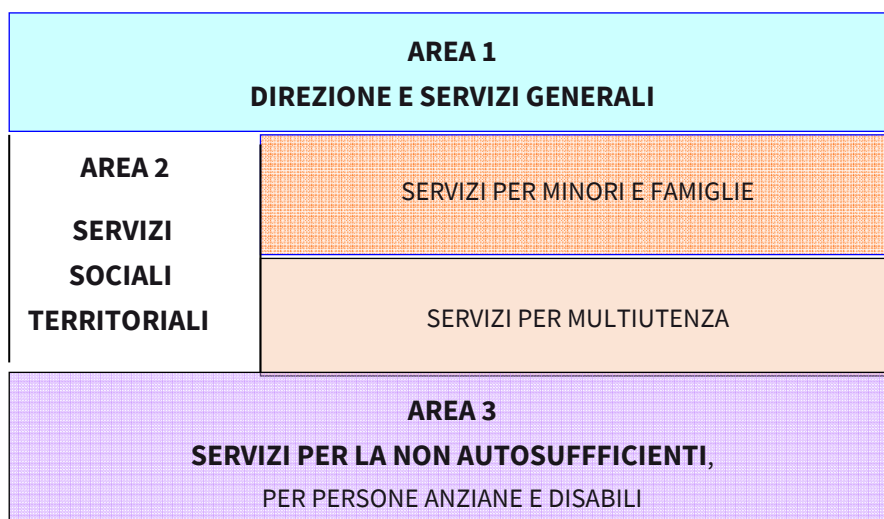 AREA 1
DIREZIONE E SERVIZI GENERALI
AREA 2
SERVIZI
SOCIALI
TERRITORIALI
SERVIZI PER MINORI E FAMIGLIE
SERVIZI PER MULTIUTENZA
AREA 3
SERVIZI PER LA NON AUTOSUFFFICIENTI,
PER PERSONE ANZIANE E DISABILI